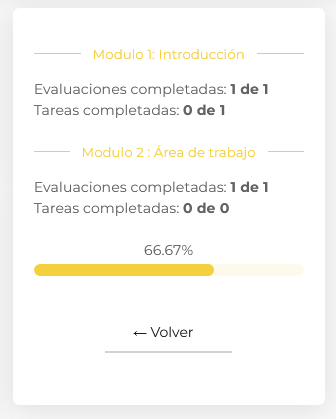 Modulo 1: Introducción
Evaluaciones completadas: 1 de 1
Tareas completadas: 0 de 1
Modulo 2 : Área de trabajo
Evaluaciones completadas: 1 de 1
Tareas completadas: 0 de 0
66.67%
← Volver